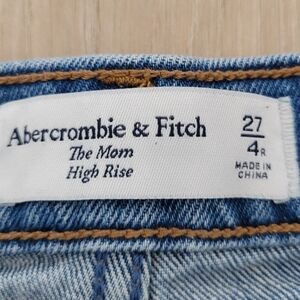 Abercrombie & Fitch
The Mom
High Rise
27
4R
MADE IN
CHINA